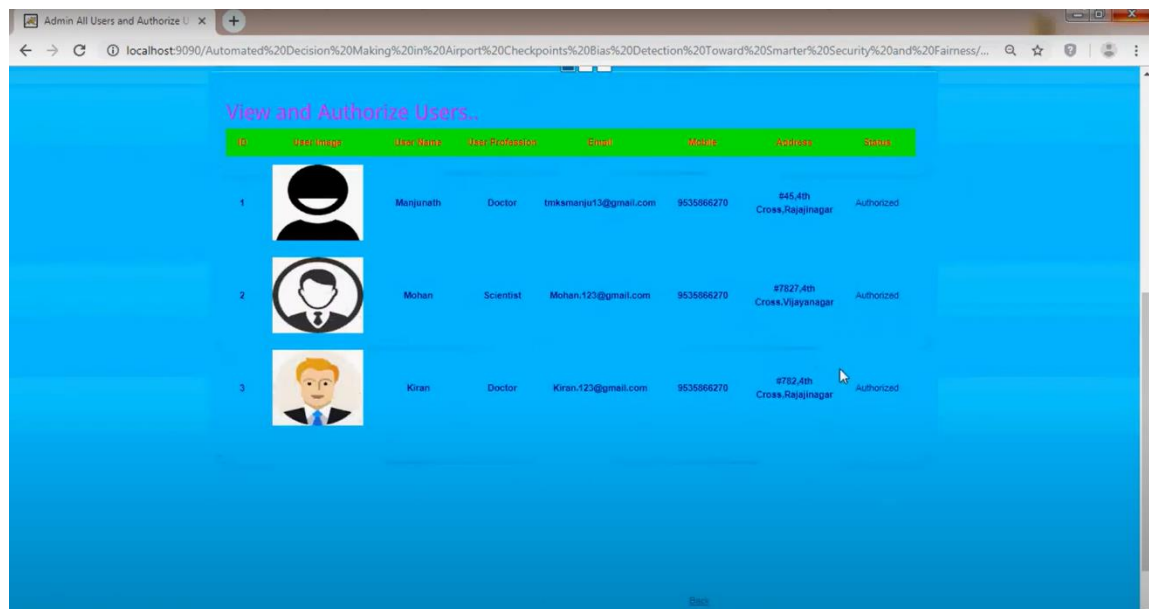 Admin All Users and Authorize U
localhost:9090/Automated%20Decision%20Making%20in%20Airport%20Checkpoints%20Bias%20Detection%20Toward%20Smarter%20Security%20and%20Fairness/...
View and Authorize Users..
ID User Image User Name User Profession Email Mobile Address Status
1 Manjunath Doctor tmksmanju13@gmail.com 9535866270 #45,4th Cross,Rajajinagar Authorized
2 Mohan Scientist Mohan.123@gmail.com 9535866270 #7827,4th Cross,Vijayanagar Authorized
3 Kiran Doctor Kiran.123@gmail.com 9535866270 #782,4th Cross,Rajajinagar Authorized
Back